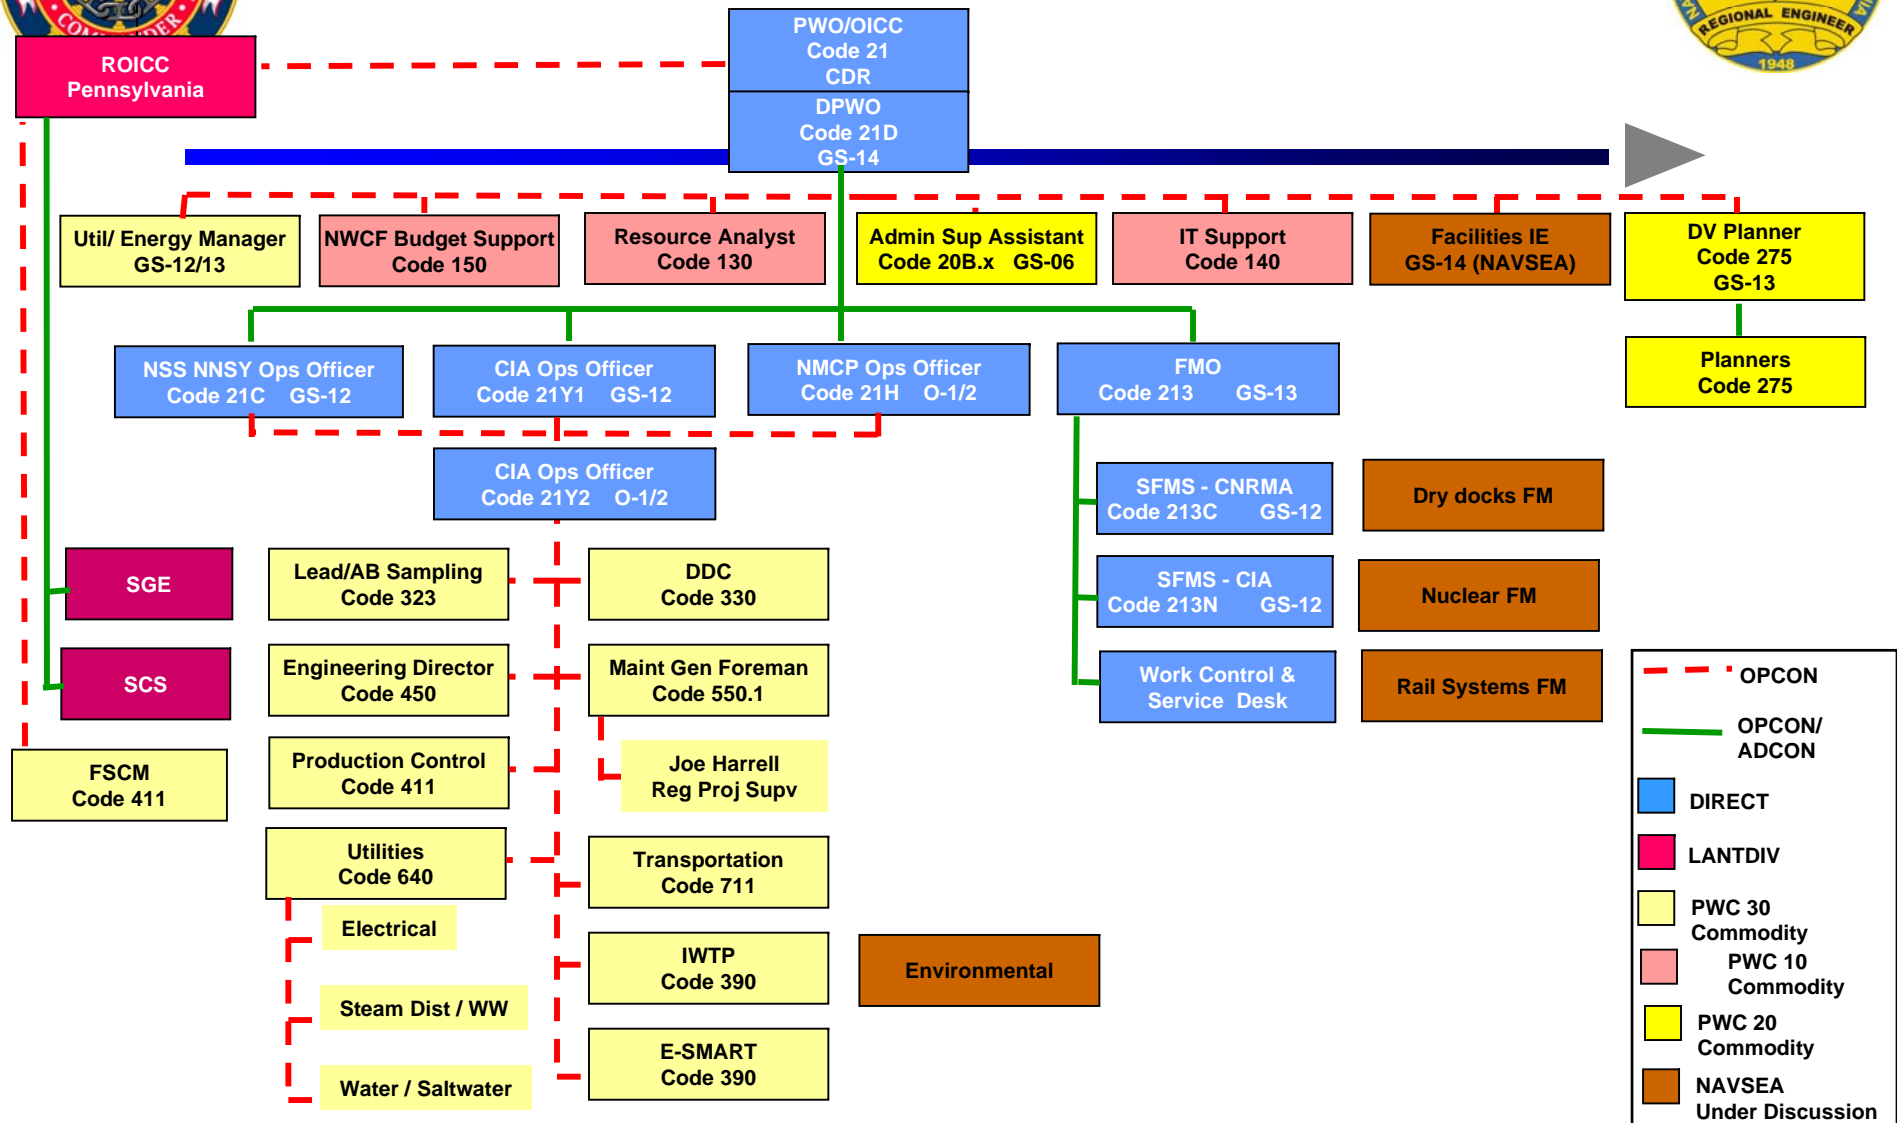 COMMANDER
REGIONAL ENGINEER
1948
PWO/OICC
Code 21
CDR
DPWO
Code 21D
GS-14
ROICC
Pennsylvania
Util/ Energy Manager
GS-12/13
NWCF Budget Support
Code 150
Resource Analyst
Code 130
Admin Sup Assistant
Code 20B.x GS-06
IT Support
Code 140
Facilities IE
GS-14 (NAVSEA)
DV Planner
Code 275
GS-13
Planners
Code 275
NSS NNSY Ops Officer
Code 21C GS-12
CIA Ops Officer
Code 21Y1 GS-12
NMCP Ops Officer
Code 21H O-1/2
FMO
Code 213 GS-13
CIA Ops Officer
Code 21Y2 O-1/2
SFMS - CNRMA
Code 213C GS-12
Dry docks FM
SFMS - CIA
Code 213N GS-12
Nuclear FM
Work Control &
Service Desk
Rail Systems FM
SGE
SCS
FSCM
Code 411
Lead/AB Sampling
Code 323
DDC
Code 330
Engineering Director
Code 450
Maint Gen Foreman
Code 550.1
Production Control
Code 411
Joe Harrell
Reg Proj Supv
Utilities
Code 640
Transportation
Code 711
Electrical
IWTP
Code 390
Environmental
Steam Dist / WW
E-SMART
Code 390
Water / Saltwater
OPCON
OPCON/
ADCON
DIRECT
LANTDIV
PWC 30
Commodity
PWC 10
Commodity
PWC 20
Commodity
NAVSEA
Under Discussion